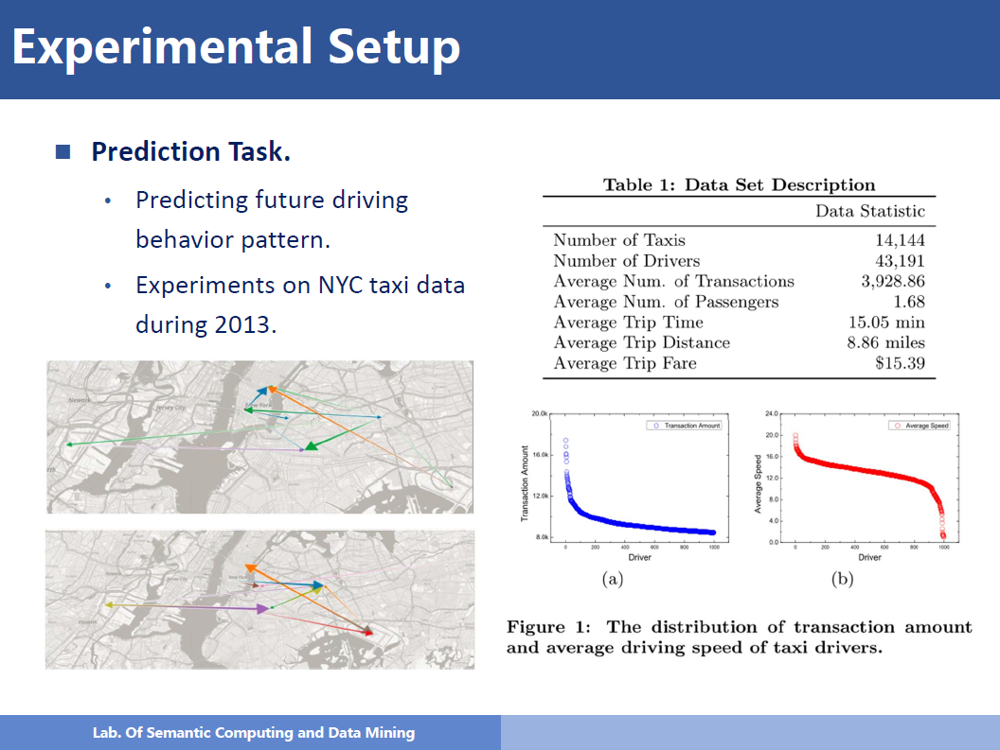 Experimental Setup
Prediction Task.
• Predicting future driving
behavior pattern.
• Experiments on NYC taxi data
during 2013.
Newark
Jersey City
New York
Table 1: Data Set Description
Data Statistic
Number of Taxis 14,144
Number of Drivers 43,191
Average Num. of Transactions 3,928.86
Average Num. of Passengers 1.68
Average Trip Time 15.05 min
Average Trip Distance 8.86 miles
Average Trip Fare $15.39
Transaction Amount
20.0k
16.0k
12.0k
8.0k
Transaction Amount
0 200 400 600 800 1000
Driver
(a)
Average Speed
24.0
20.0
16.0
12.0
8.0
4.0
0.0
Average Speed
0 200 400 600 800 1000
Driver
(b)
Figure 1: The distribution of transaction amount
and average driving speed of taxi drivers.
Lab. Of Semantic Computing and Data Mining